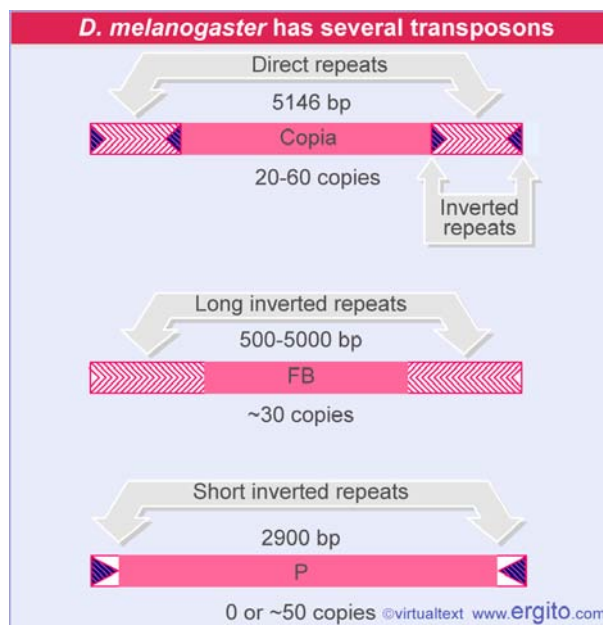 D. melanogaster has several transposons
Direct repeats
5146 bp
Copia
20-60 copies
Inverted
repeats
Long inverted repeats
500-5000 bp
FB
~30 copies
Short inverted repeats
2900 bp
P
0 or ~50 copies ©virtualtext www.ergito.com